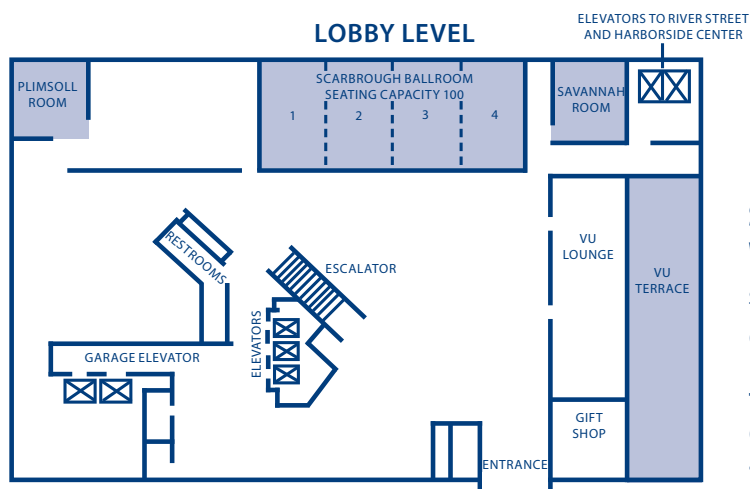 LOBBY LEVEL
ELEVATORS TO RIVER STREET
AND HARBORSIDE CENTER
PLIMSOLL
ROOM
SCARBROUGH BALLROOM
SEATING CAPACITY 100
1 2 3 4
SAVANNAH
ROOM
RESTROOMS
ESCALATOR
VU
LOUNGE
VU
TERRACE
ELEVATORS
GARAGE ELEVATOR
GIFT
SHOP
ENTRANCE